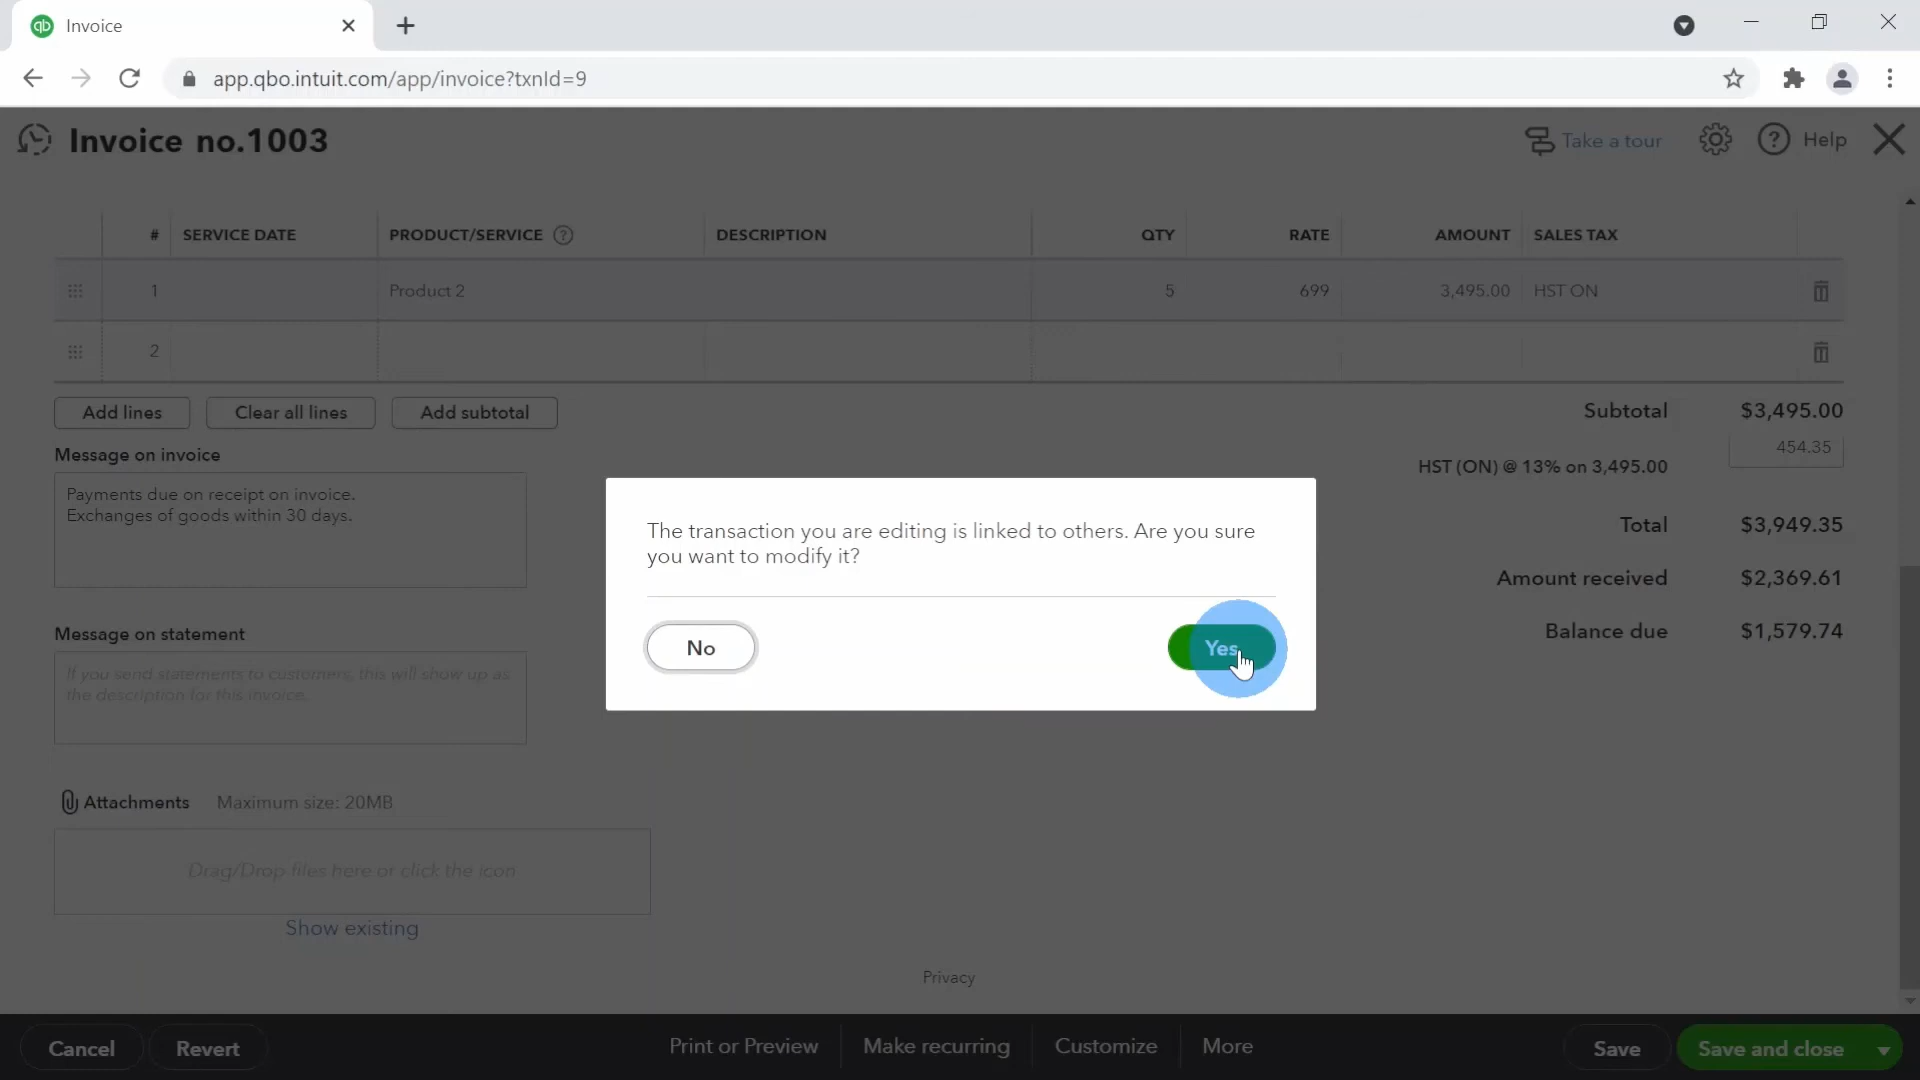 Invoice
app.qbo.intuit.com/app/invoice?txnId=9
Invoice no.1003
Take a tour
Help
# SERVICE DATE PRODUCT/SERVICE DESCRIPTION QTY RATE AMOUNT SALES TAX
1 Product 2 5 699 3,495.00 HST ON
2
Add lines Clear all lines Add subtotal
Subtotal $3,495.00
Message on invoice
454.35
HST (ON) @ 13% on 3,495.00
Payments due on receipt on invoice.
Exchanges of goods within 30 days.
Total $3,949.35
The transaction you are editing is linked to others. Are you sure
you want to modify it?
Amount received $2,369.61
Message on statement
Balance due $1,579.74
No Yes
If you send statements to customers, this will show up as
the description for this invoice.
Attachments Maximum size: 20MB
Drag/Drop files here or click the icon
Show existing
Privacy
Cancel Revert Print or Preview Make recurring Customize More Save Save and close